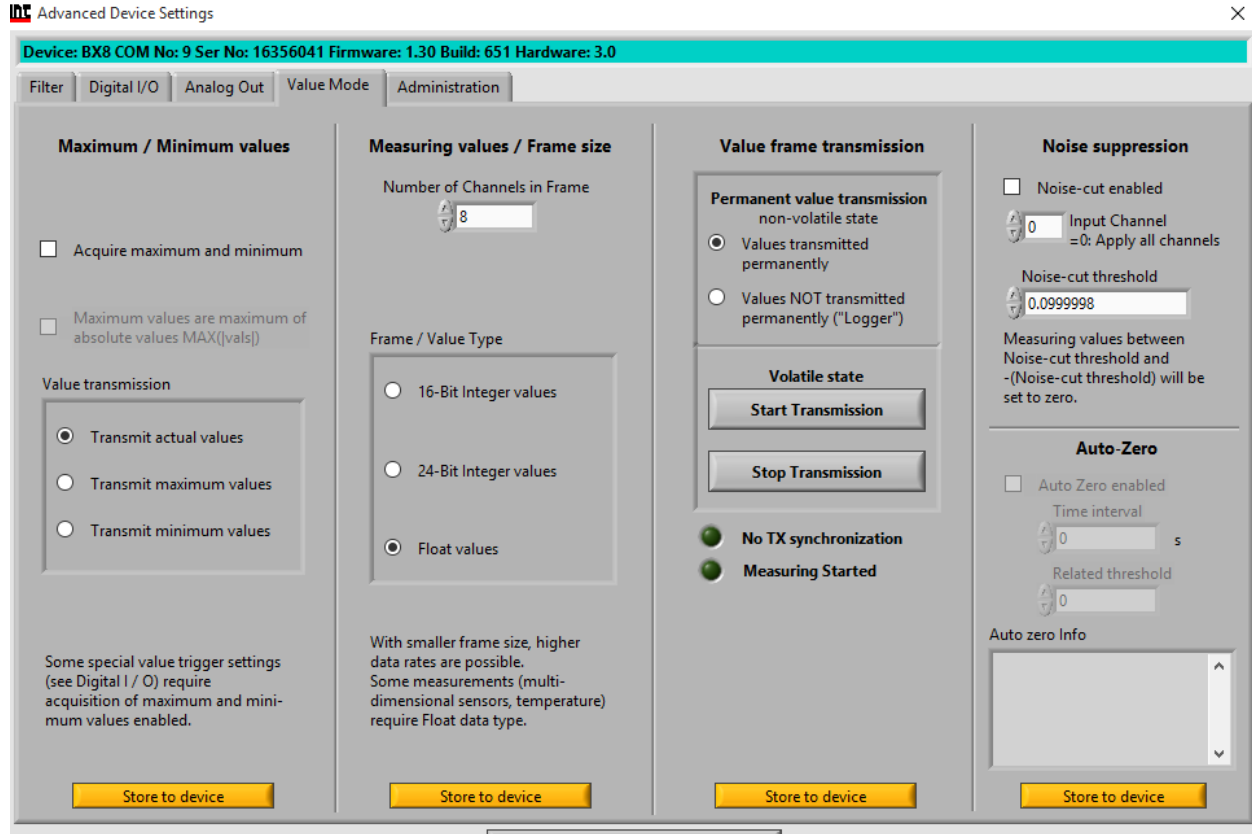 Advanced Device Settings
Device: BX8 COM No: 9 Ser No: 16356041 Firmware: 1.30 Build: 651 Hardware: 3.0
Filter
Digital I/O
Analog Out
Value Mode
Administration
Maximum / Minimum values
Acquire maximum and minimum
Maximum values are maximum of
absolute values MAX(|vals|)
Value transmission
Transmit actual values
Transmit maximum values
Transmit minimum values
Some special value trigger settings
(see Digital I / O) require
acquisition of maximum and mini-
mum values enabled.
Store to device
Measuring values / Frame size
Number of Channels in Frame
8
Frame / Value Type
16-Bit Integer values
24-Bit Integer values
Float values
With smaller frame size, higher
data rates are possible.
Some measurements (multi-
dimensional sensors, temperature)
require Float data type.
Store to device
Value frame transmission
Permanent value transmission
non-volatile state
Values transmitted
permanently
Values NOT transmitted
permanently ("Logger")
Volatile state
Start Transmission
Stop Transmission
No TX synchronization
Measuring Started
Store to device
Noise suppression
Noise-cut enabled
0 Input Channel
=0: Apply all channels
Noise-cut threshold
0.0999998
Measuring values between
Noise-cut threshold and
-(Noise-cut threshold) will be
set to zero.
Auto-Zero
Auto Zero enabled
Time interval
0 s
Related threshold
0
Auto zero Info
Store to device